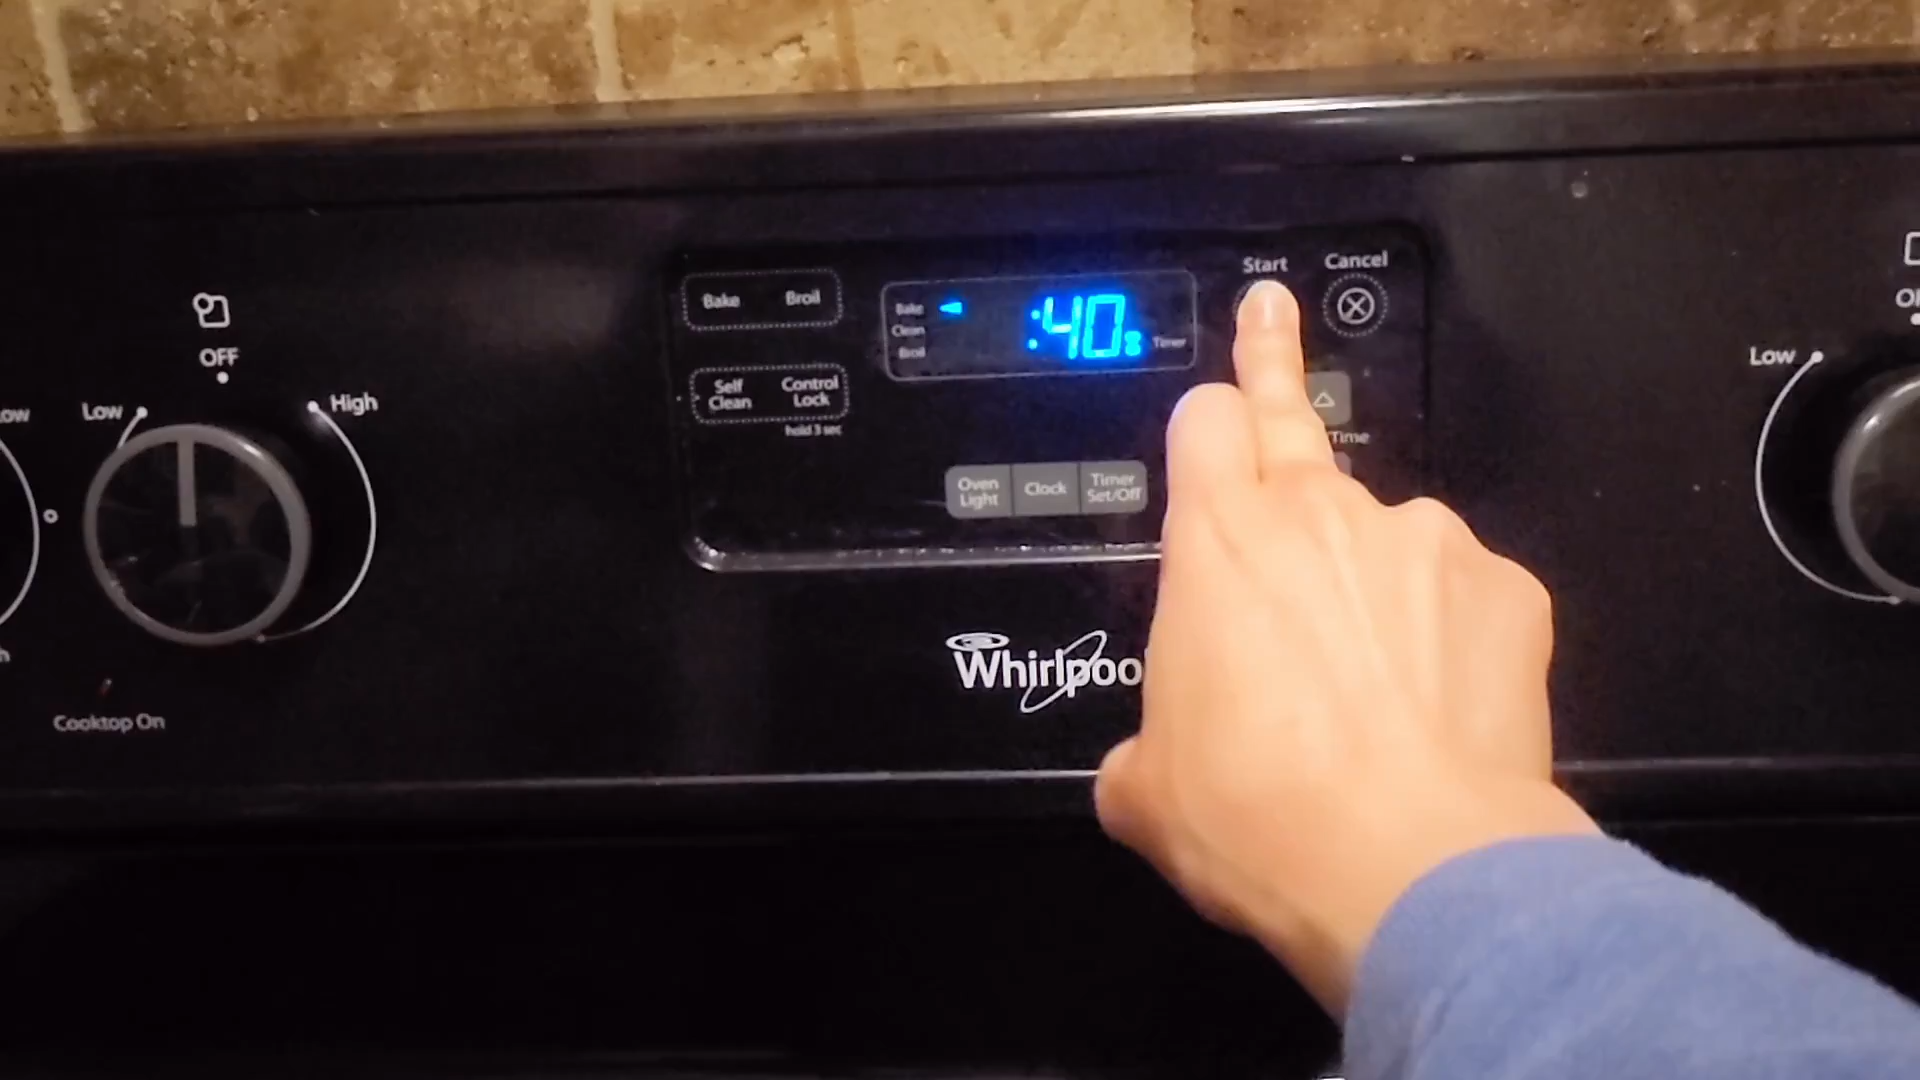 Start Cancel
Bake Broil
Bake
Clean
Broil
:40
Timer
Self Clean
Control Lock
hold 3 sec
OFF
Low
High
Low
Time
Oven Light
Clock
Timer Set/Off
Whirlpool
Cooktop On